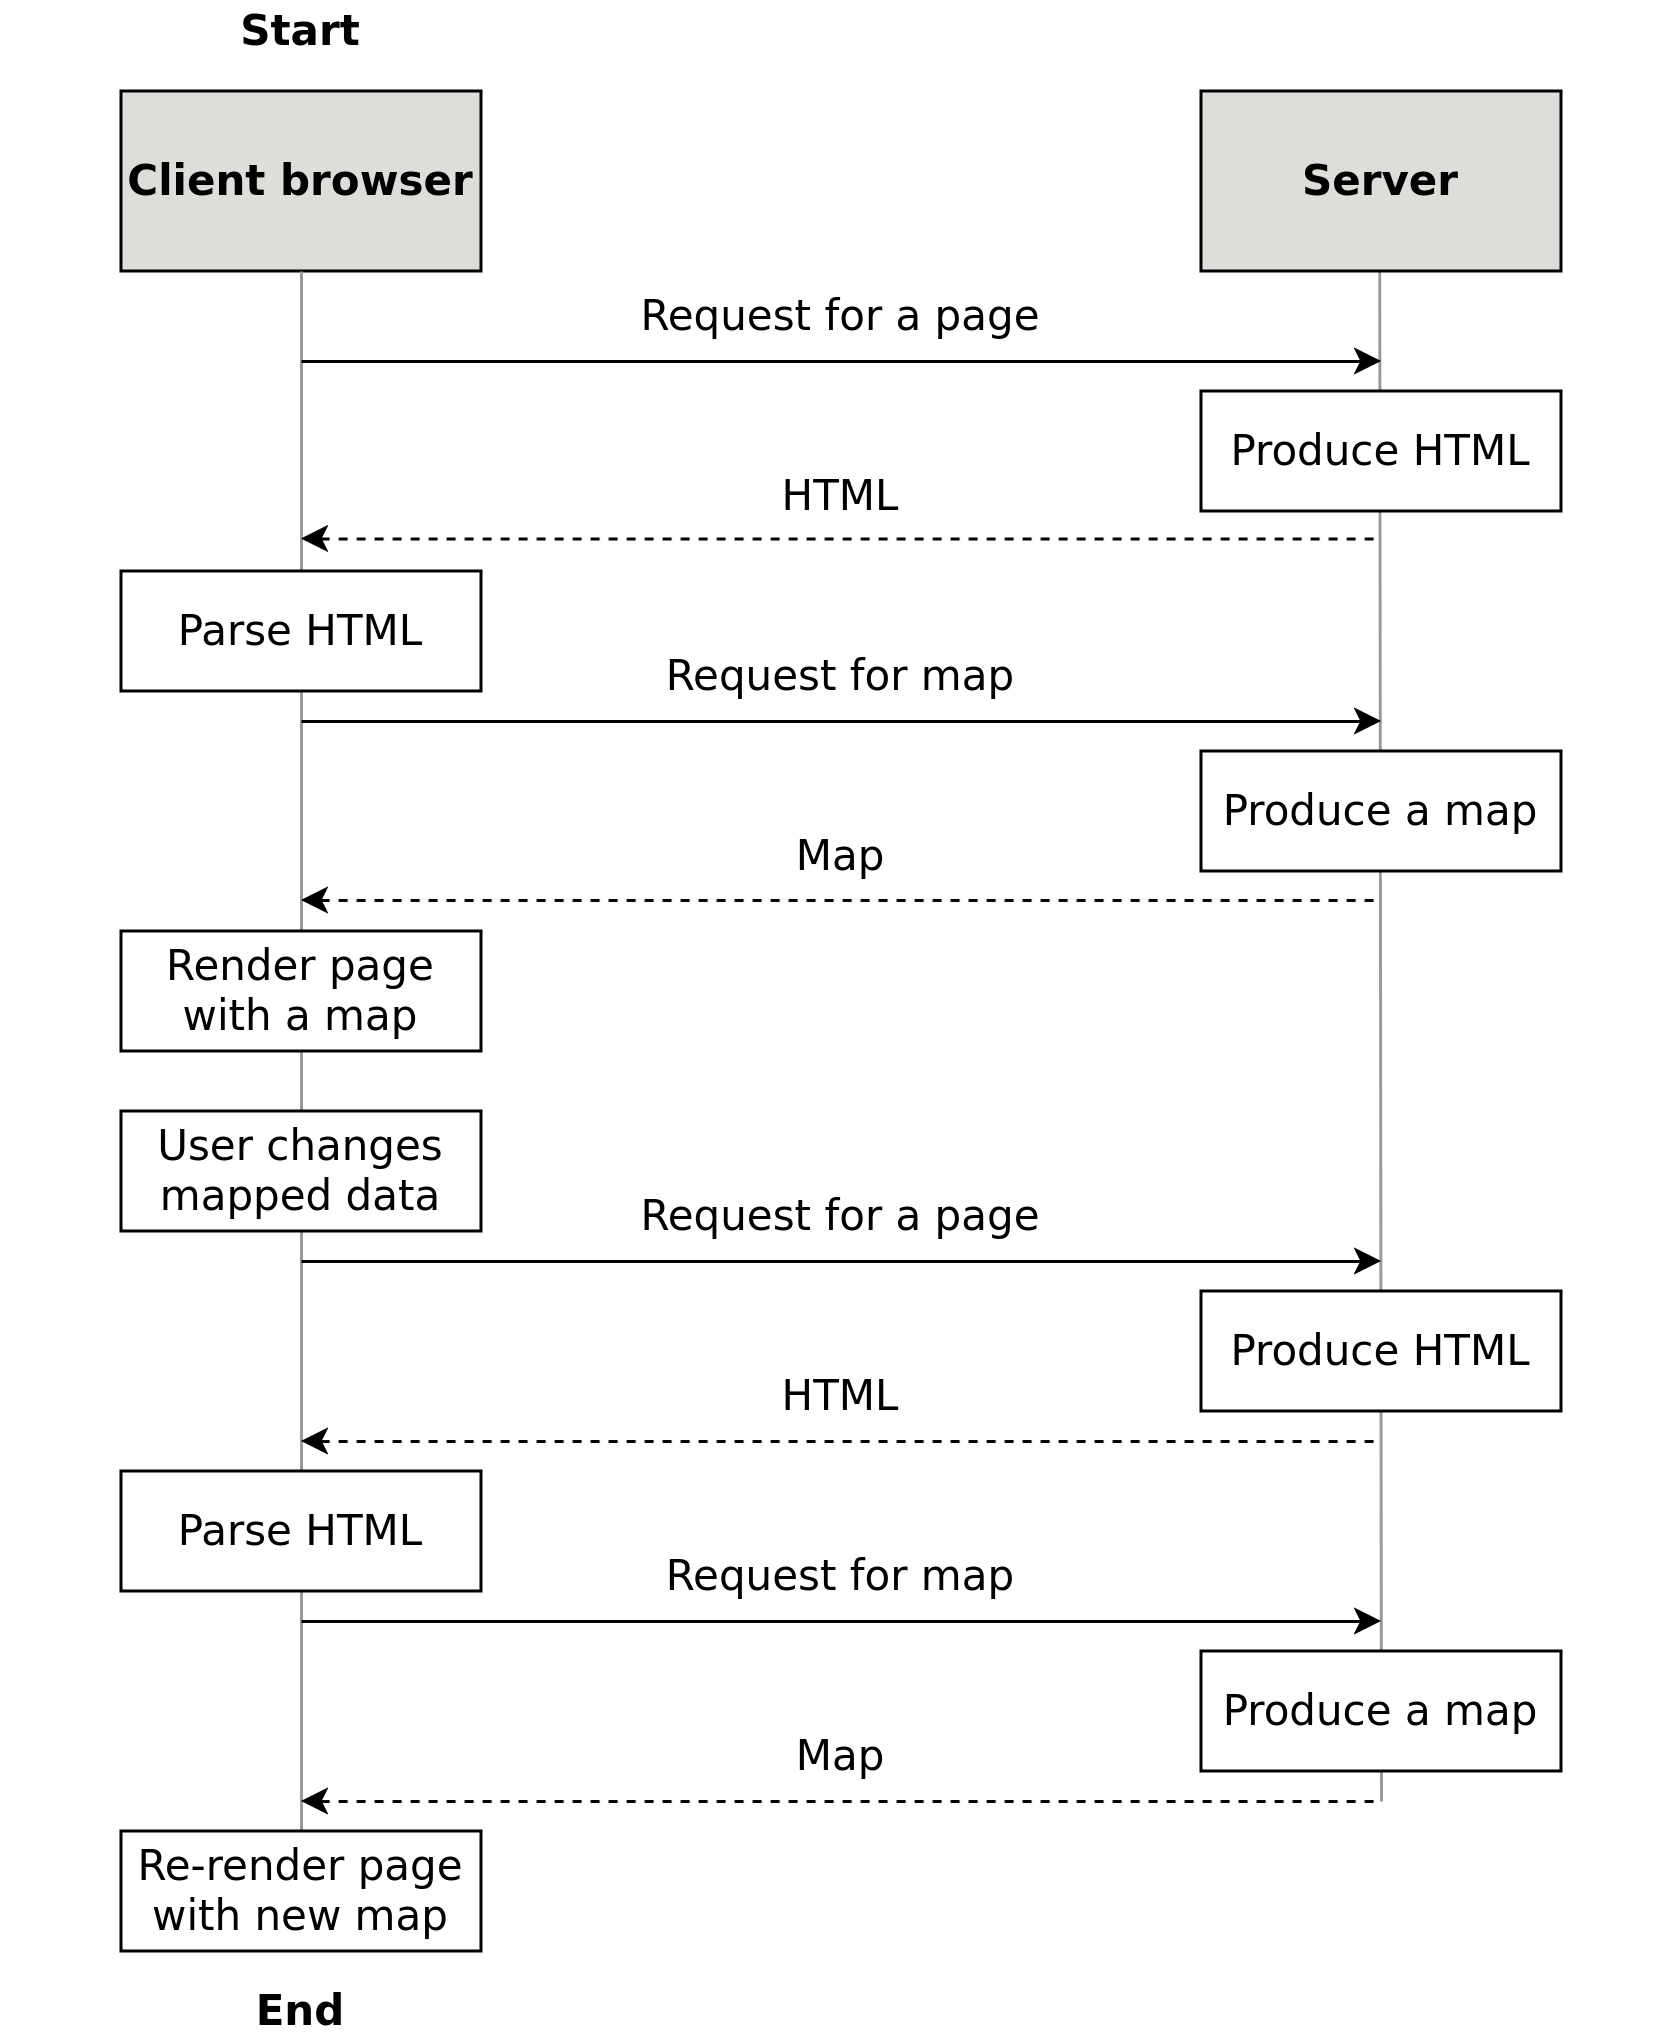 Start
Client browser
Server
Request for a page
Produce HTML
HTML
Parse HTML
Request for map
Produce a map
Map
Render page
with a map
User changes
mapped data
Request for a page
Produce HTML
HTML
Parse HTML
Request for map
Produce a map
Map
Re-render page
with new map
End